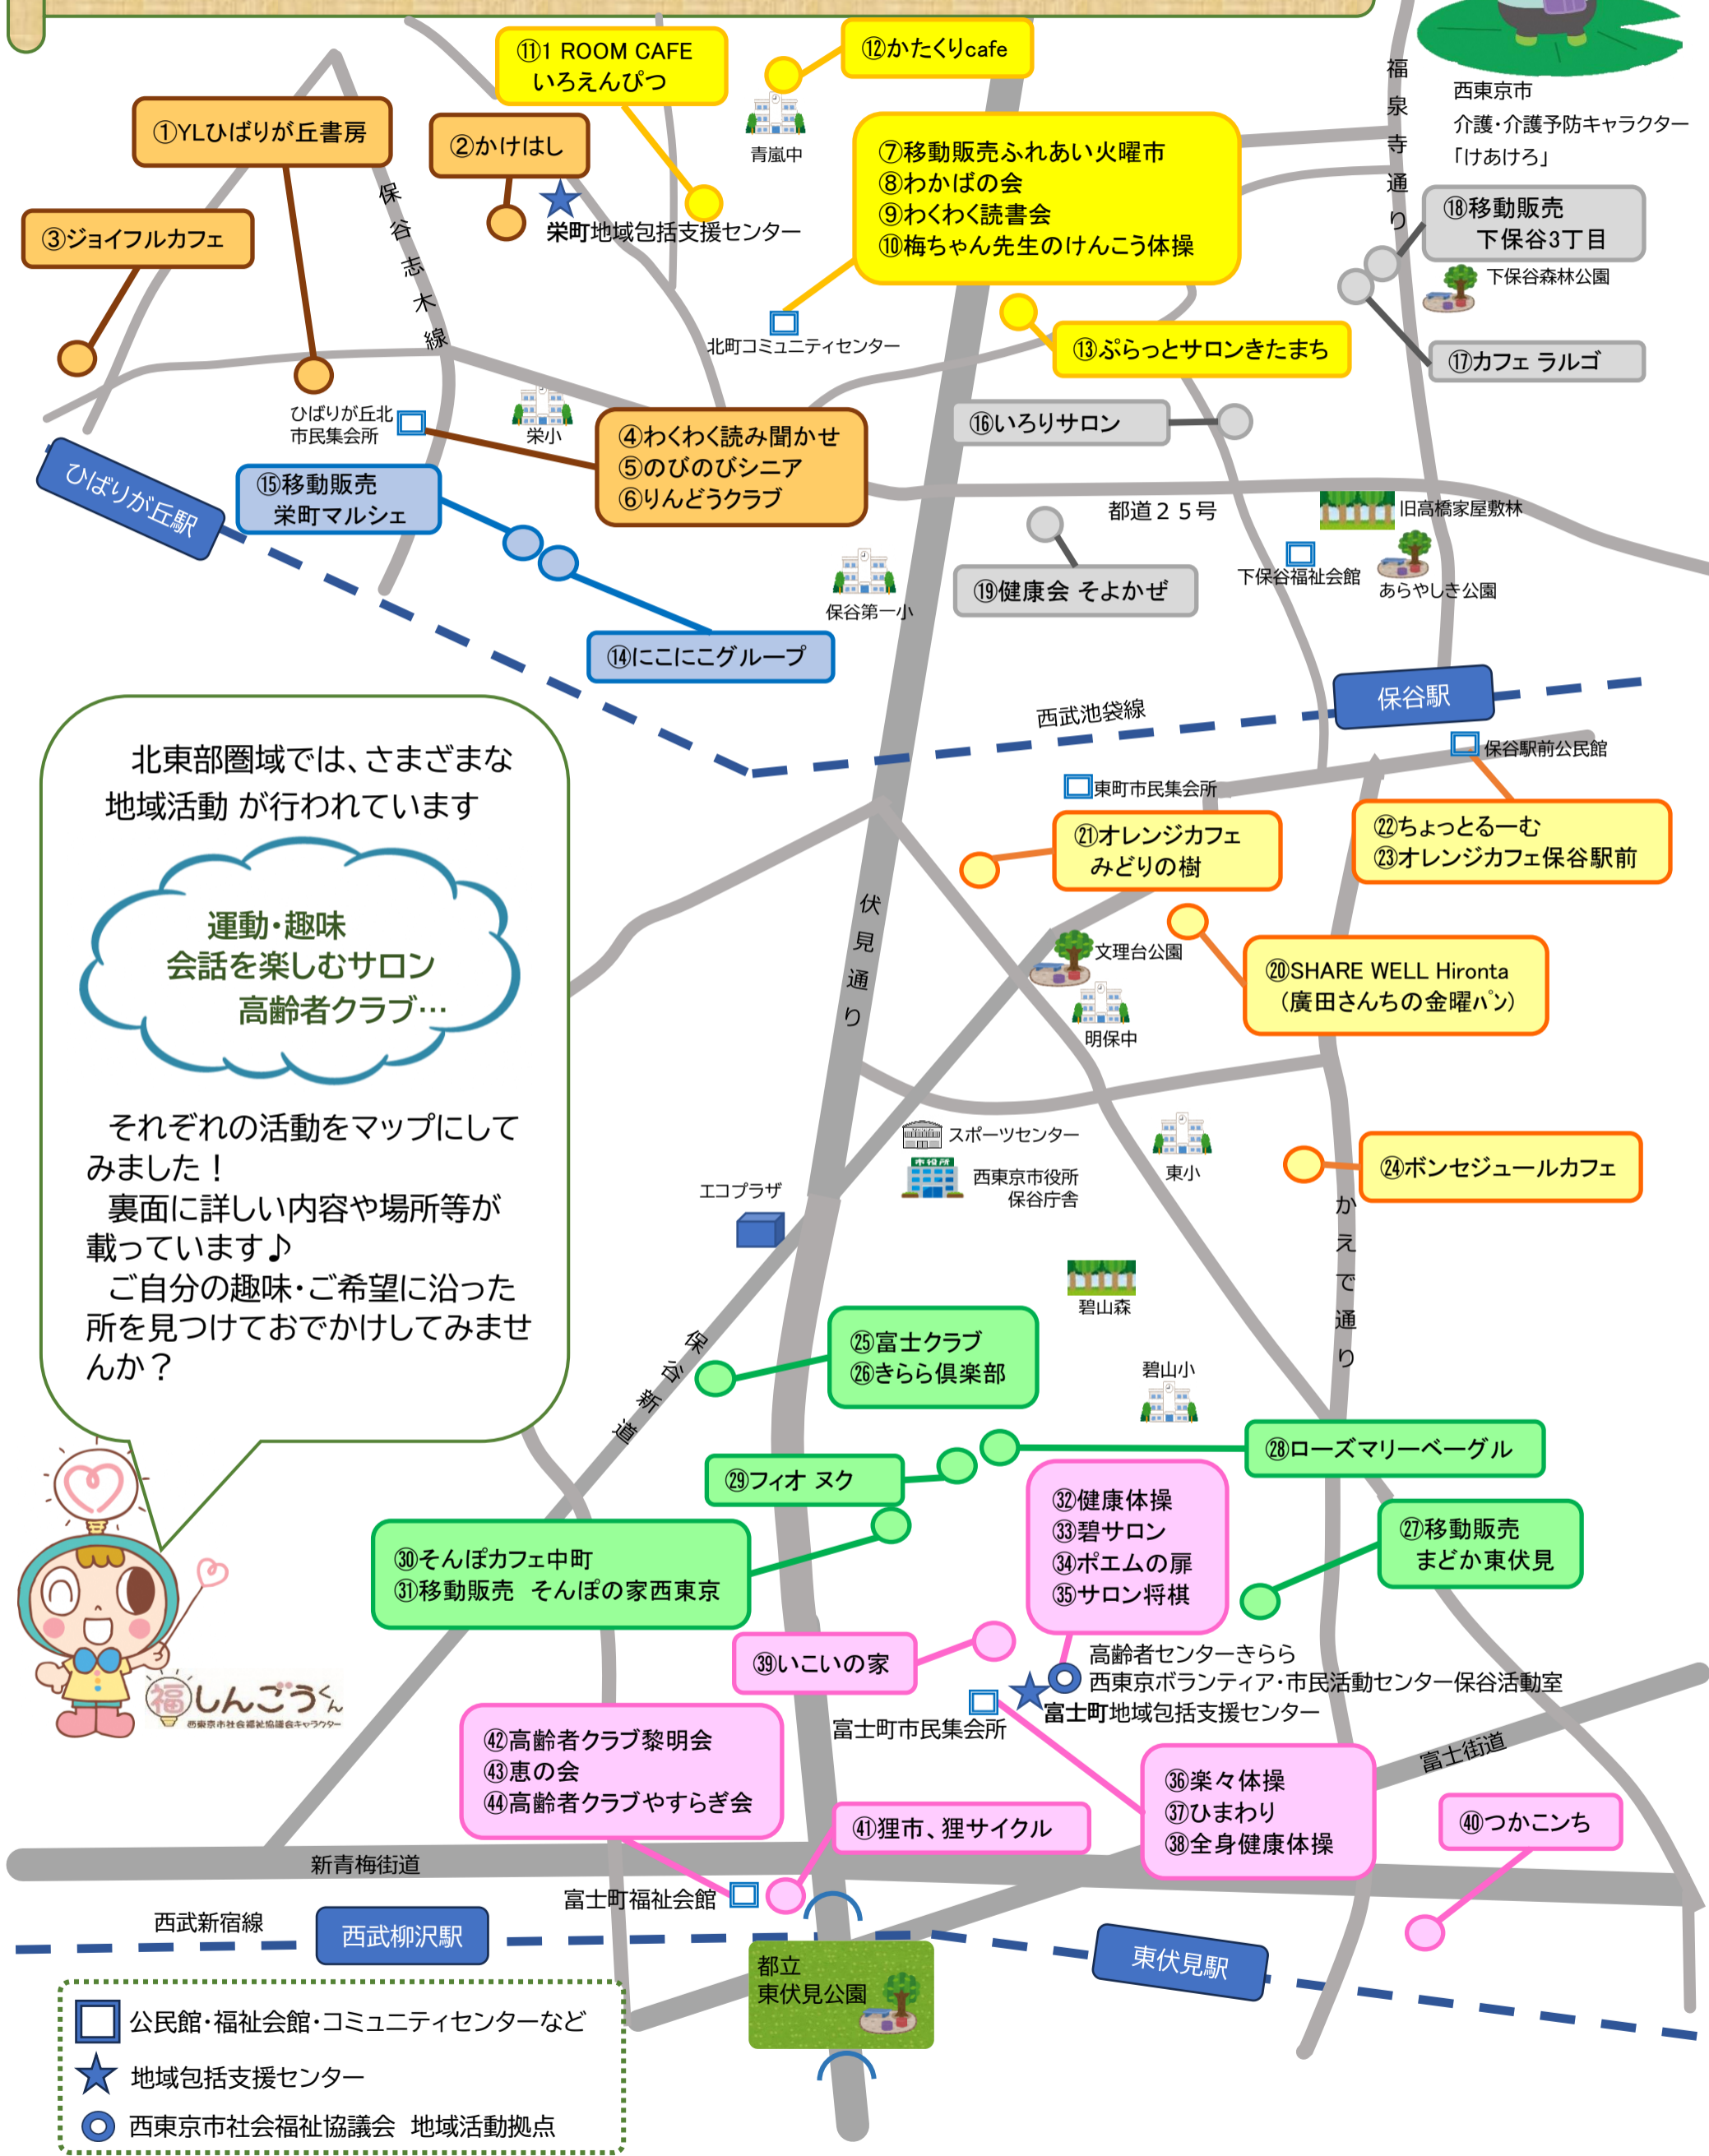 ⑪1 ROOM CAFE
いろえんぴつ
⑫かたくりcafe
青嵐中
福泉寺通り
西東京市
介護・介護予防キャラクター
「けあけろ」
①YLひばりが丘書房
②かけはし
保谷志木線
栄町地域包括支援センター
③ジョイフルカフェ
⑦移動販売ふれあい火曜市
⑧わかばの会
⑨わくわく読書会
⑩梅ちゃん先生のけんこう体操
⑱移動販売
下保谷3丁目
下保谷森林公園
北町コミュニティセンター
⑬ぷらっとサロンきたまち
⑰カフェ ラルゴ
ひばりが丘北
市民集会所
栄小
④わくわく読み聞かせ
⑤のびのびシニア
⑥りんどうクラブ
⑯いろりサロン
ひばりが丘駅
⑮移動販売
栄町マルシェ
都道25号
旧高橋家屋敷林
下保谷福祉会館
あらやしき公園
保谷第一小
⑲健康会 そよかぜ
⑭にこにこグループ
保谷駅
西武池袋線
保谷駅前公民館
東町市民集会所
北東部圏域では、さまざまな
地域活動 が行われています
運動・趣味
会話を楽しむサロン
高齢者クラブ…
それぞれの活動をマップにして
みました！
裏面に詳しい内容や場所等が
載っています♪
ご自分の趣味・ご希望に沿った
所を見つけておでかけしてみませ
んか？
㉑オレンジカフェ
みどりの樹
㉒ちょっとるーむ
㉓オレンジカフェ保谷駅前
伏見通り
文理台公園
⑳SHARE WELL Hironta
（廣田さんちの金曜パン）
明保中
スポーツセンター
西東京市役所
保谷庁舎
市役所
東小
㉔ボンセジュールカフェ
エコプラザ
かえで通り
碧山森
保谷新道
㉕富士クラブ
㉖きらら倶楽部
碧山小
㉘ローズマリーベーグル
㉙フィオ ヌク
㉜健康体操
㉝碧サロン
㉞ポエムの扉
㉟サロン将棋
㉗移動販売
まどか東伏見
㉚そんぽカフェ中町
㉛移動販売　そんぽの家西東京
㊴いこいの家
高齢者センターきらら
西東京ボランティア・市民活動センター保谷活動室
富士町地域包括支援センター
富士町市民集会所
福しんごうくん
西東京市社会福祉協議会キャラクター
㊷高齢者クラブ黎明会
㊸恵の会
㊹高齢者クラブやすらぎ会
㊱楽々体操
㊲ひまわり
㊳全身健康体操
富士街道
㊶狸市、狸サイクル
㊵つかこンち
新青梅街道
富士町福祉会館
西武新宿線
西武柳沢駅
東伏見駅
都立
東伏見公園
公民館・福祉会館・コミュニティセンターなど
地域包括支援センター
西東京市社会福祉協議会　地域活動拠点